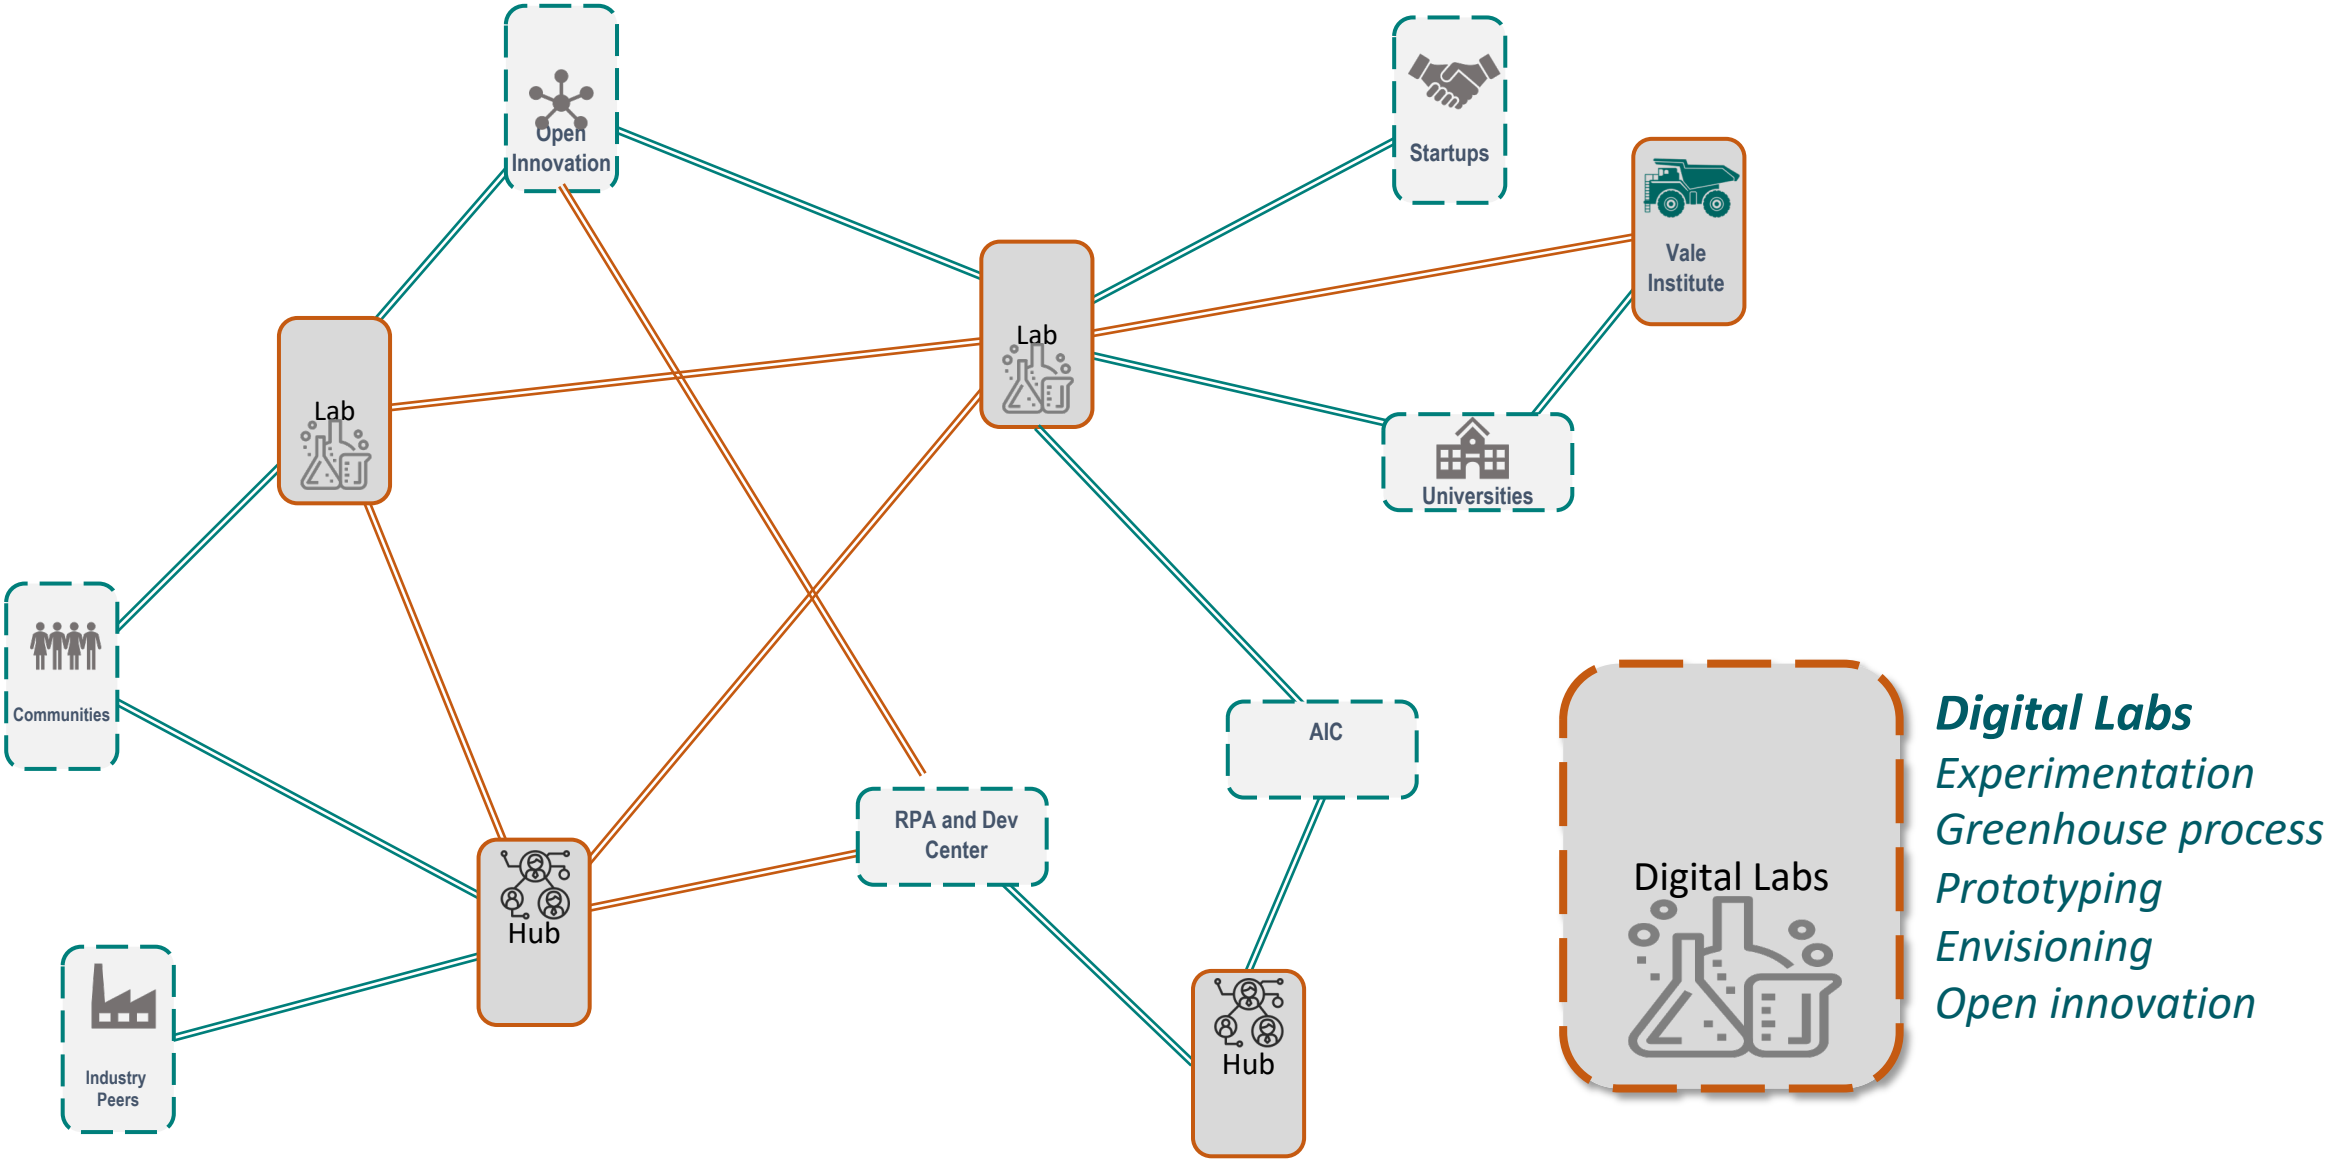 Open
Innovation
Startups
Vale
Institute
Lab
Lab
Universities
Communities
AIC
RPA and Dev
Center
Hub
Hub
Industry
Peers
Digital Labs
Digital Labs
Experimentation
Greenhouse process
Prototyping
Envisioning
Open innovation